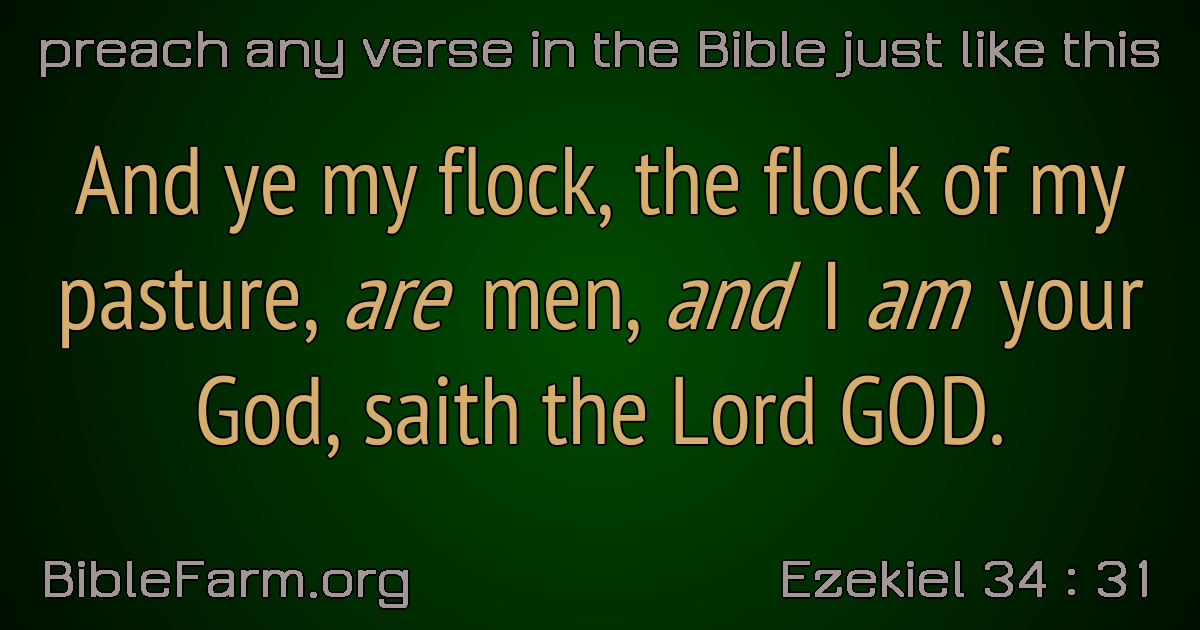 preach any verse in the Bible just like this
And ye my flock, the flock of my
pasture, are men, and I am your
God, saith the Lord GOD.
BibleFarm.org
Ezekiel 34 : 31